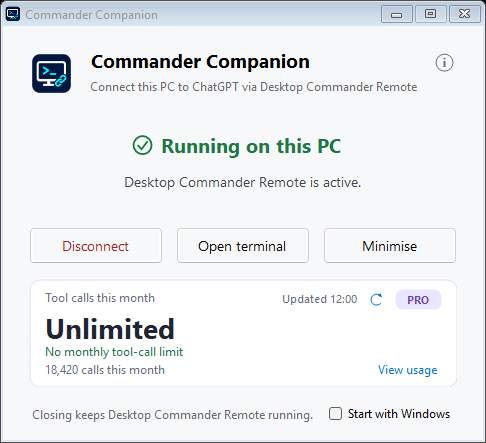 Commander Companion
Commander Companion
Connect this PC to ChatGPT via Desktop Commander Remote
Running on this PC
Desktop Commander Remote is active.
Disconnect
Open terminal
Minimise
Tool calls this month
Updated 12:00
PRO
Unlimited
No monthly tool-call limit
18,420 calls this month
View usage
Closing keeps Desktop Commander Remote running.
Start with Windows